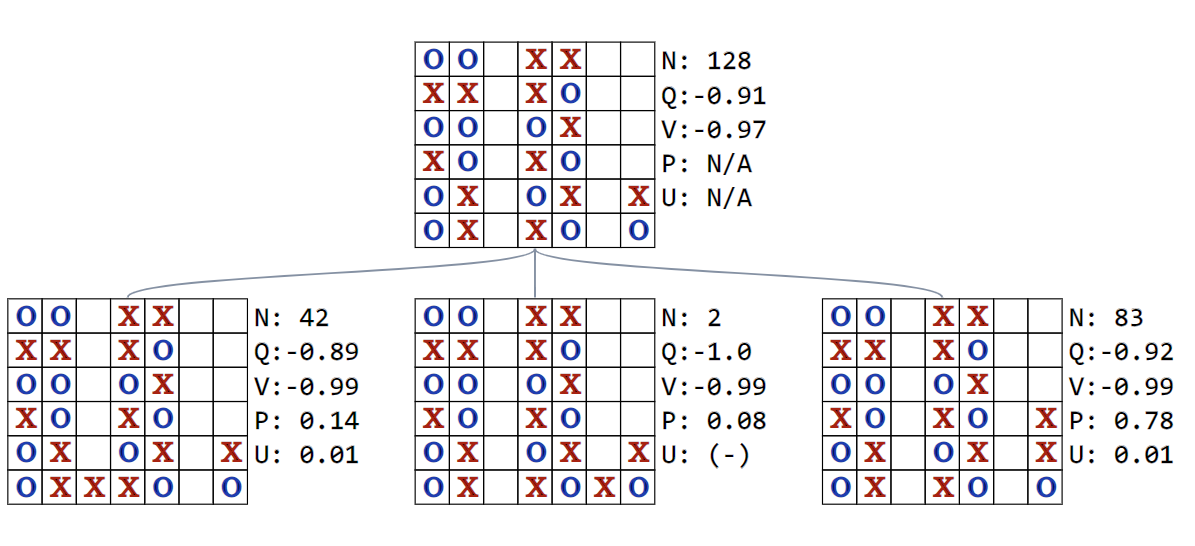 O O X X N: 128
X X X O Q:-0.91
O O O X V:-0.97
X O X O P: N/A
O X O X X U: N/A
O X X O O
O O X X N: 42
X X X O Q:-0.89
O O O X V:-0.99
X O X O P: 0.14
O X O X X U: 0.01
O X X X O O
O O X X N: 2
X X X O Q:-1.0
O O O X V:-0.99
X O X O P: 0.08
O X O X X U: (-)
O X X O X O
O O X X N: 83
X X X O Q:-0.92
O O O X V:-0.99
X O X O X P: 0.78
O X O X X U: 0.01
O X X O O